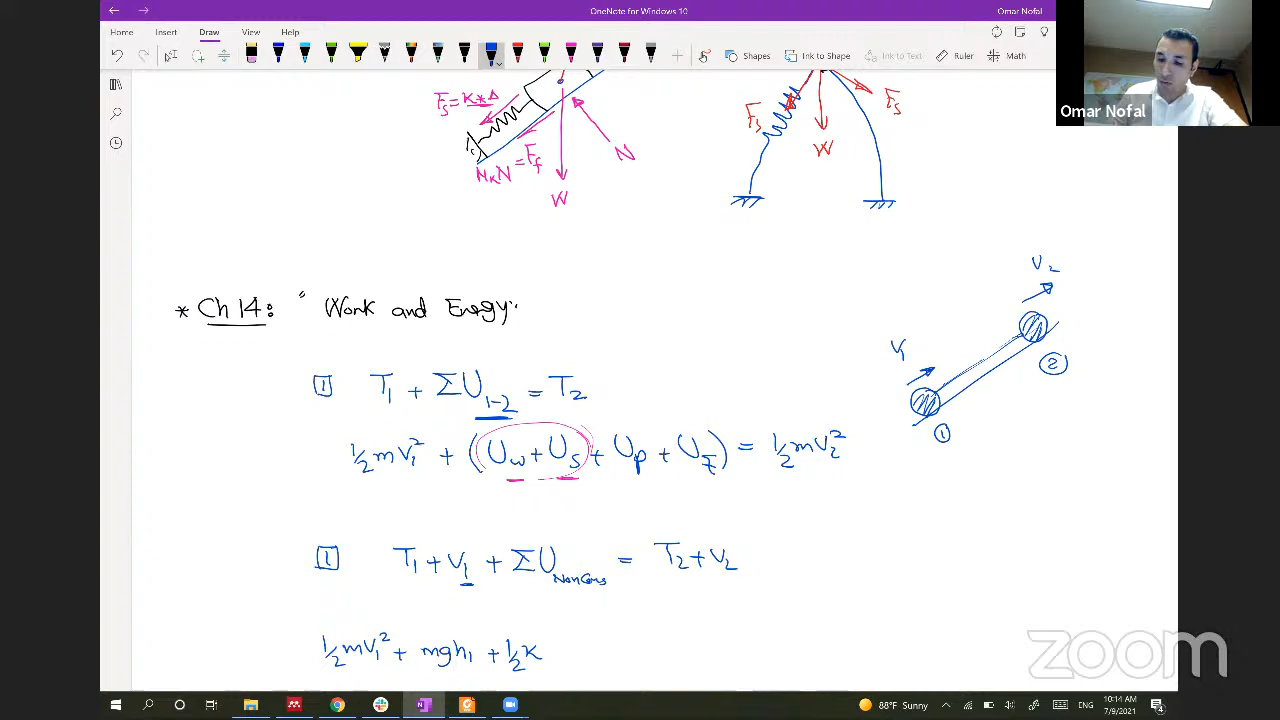 OneNote for Windows 10
Omar Nofal
Home Insert Draw View Help
Shapes Ink to Shape Ink to Text Ruler Math
Omar Nofal
Fs = K*Δ
Fs
Fs
W
N
μkN = Ff
W
* Ch 14: " Work and Energy:
V2
V1
1 T1 + ΣU1-2 = T2
2
1
1/2mV1² + (Uw + Us + Up + UF) = 1/2mV2²
1 T1 + V1 + ΣUNonCons = T2 + V2
1/2mV1² + mgh1 + 1/2K
zoom
88°F Sunny
ENG
10:14 AM
7/9/2021
4